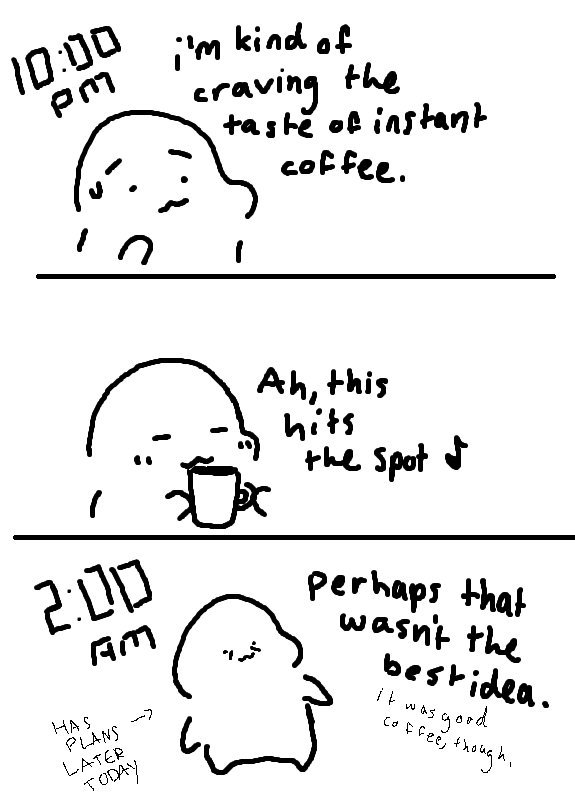 10:00
PM
i'm kind of
craving the
taste of instant
coffee.
Ah, this
hits
the spot ♪
2:00
AM
perhaps that
wasn't the
best idea.
it was good
coffee, though.
HAS
PLANS
LATER
TODAY